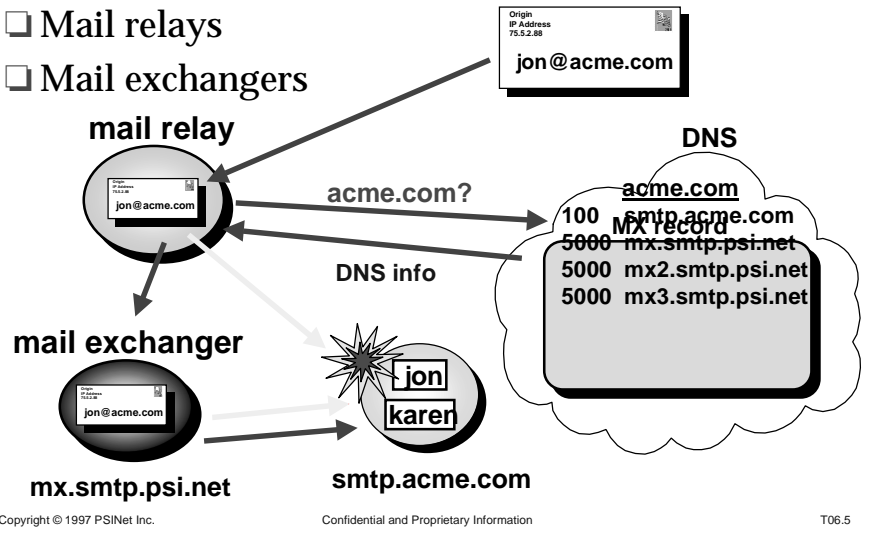 Mail relays
Mail exchangers
Origin
IP Address
75.5.2.88
jon@acme.com
mail relay
Origin
IP Address
75.5.2.88
jon@acme.com
DNS
acme.com?
acme.com
MX record
100 smtp.acme.com
5000 mx.smtp.psi.net
5000 mx2.smtp.psi.net
5000 mx3.smtp.psi.net
DNS info
mail exchanger
Origin
IP Address
75.5.2.88
jon@acme.com
mx.smtp.psi.net
jon
karen
smtp.acme.com
Copyright © 1997 PSINet Inc.
Confidential and Proprietary Information
T06.5